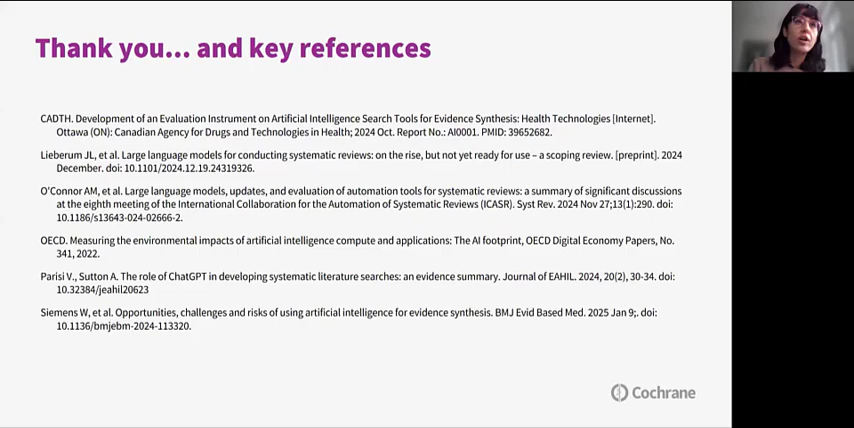 Thank you... and key references
CADTH. Development of an Evaluation Instrument on Artificial Intelligence Search Tools for Evidence Synthesis: Health Technologies [Internet].
Ottawa (ON): Canadian Agency for Drugs and Technologies in Health; 2024 Oct. Report No.: AI0001. PMID: 39652682.
Lieberum JL, et al. Large language models for conducting systematic reviews: on the rise, but not yet ready for use – a scoping review. [preprint]. 2024
December. doi: 10.1101/2024.12.19.24319326.
O'Connor AM, et al. Large language models, updates, and evaluation of automation tools for systematic reviews: a summary of significant discussions
at the eighth meeting of the International Collaboration for the Automation of Systematic Reviews (ICASR). Syst Rev. 2024 Nov 27;13(1):290. doi:
10.1186/s13643-024-02666-2.
OECD. Measuring the environmental impacts of artificial intelligence compute and applications: The AI footprint, OECD Digital Economy Papers, No.
341, 2022.
Parisi V., Sutton A. The role of ChatGPT in developing systematic literature searches: an evidence summary. Journal of EAHIL. 2024, 20(2), 30-34. doi:
10.32384/jeahil20623
Siemens W, et al. Opportunities, challenges and risks of using artificial intelligence for evidence synthesis. BMJ Evid Based Med. 2025 Jan 9;. doi:
10.1136/bmjebm-2024-113320.
Cochrane